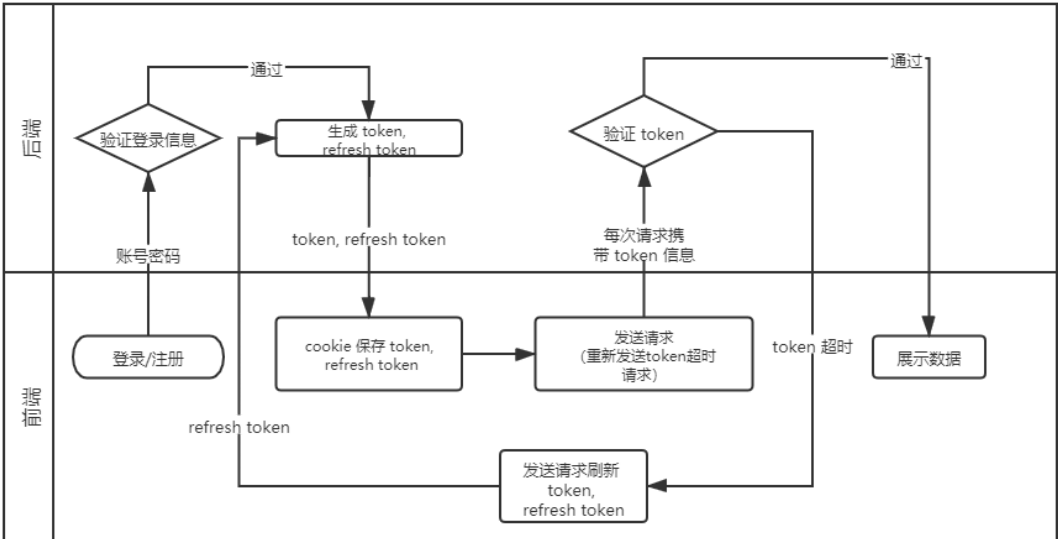 后端
通过
验证登录信息
生成 token,
refresh token
账号密码
token, refresh token
通过
验证 token
每次请求携
带 token 信息
前端
登录/注册
cookie 保存 token,
refresh token
发送请求
（重新发送token超时
请求）
token 超时
展示数据
refresh token
发送请求刷新
token,
refresh token